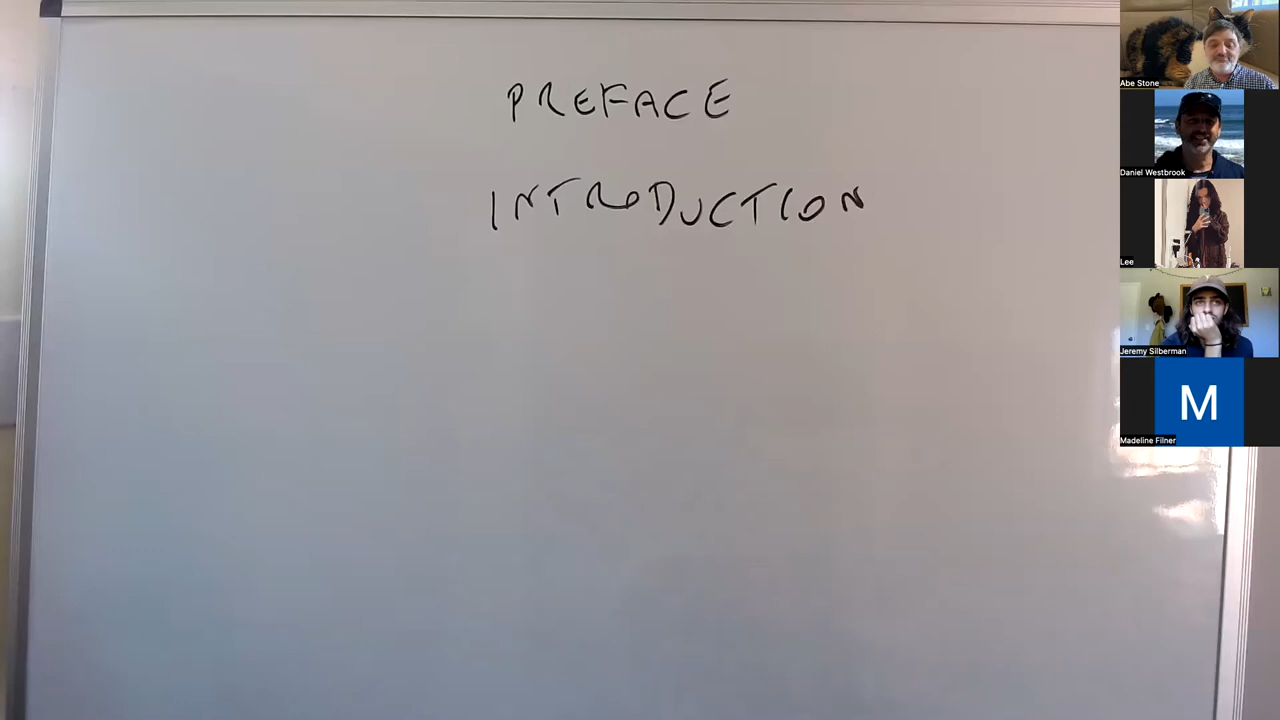 PREFACE
INTRODUCTION
Abe Stone
Daniel Westbrook
Lee
Jeremy Silberman
M
Madeline Filner